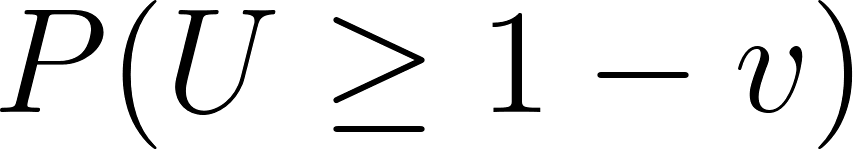 P(U ≥ 1 − v)